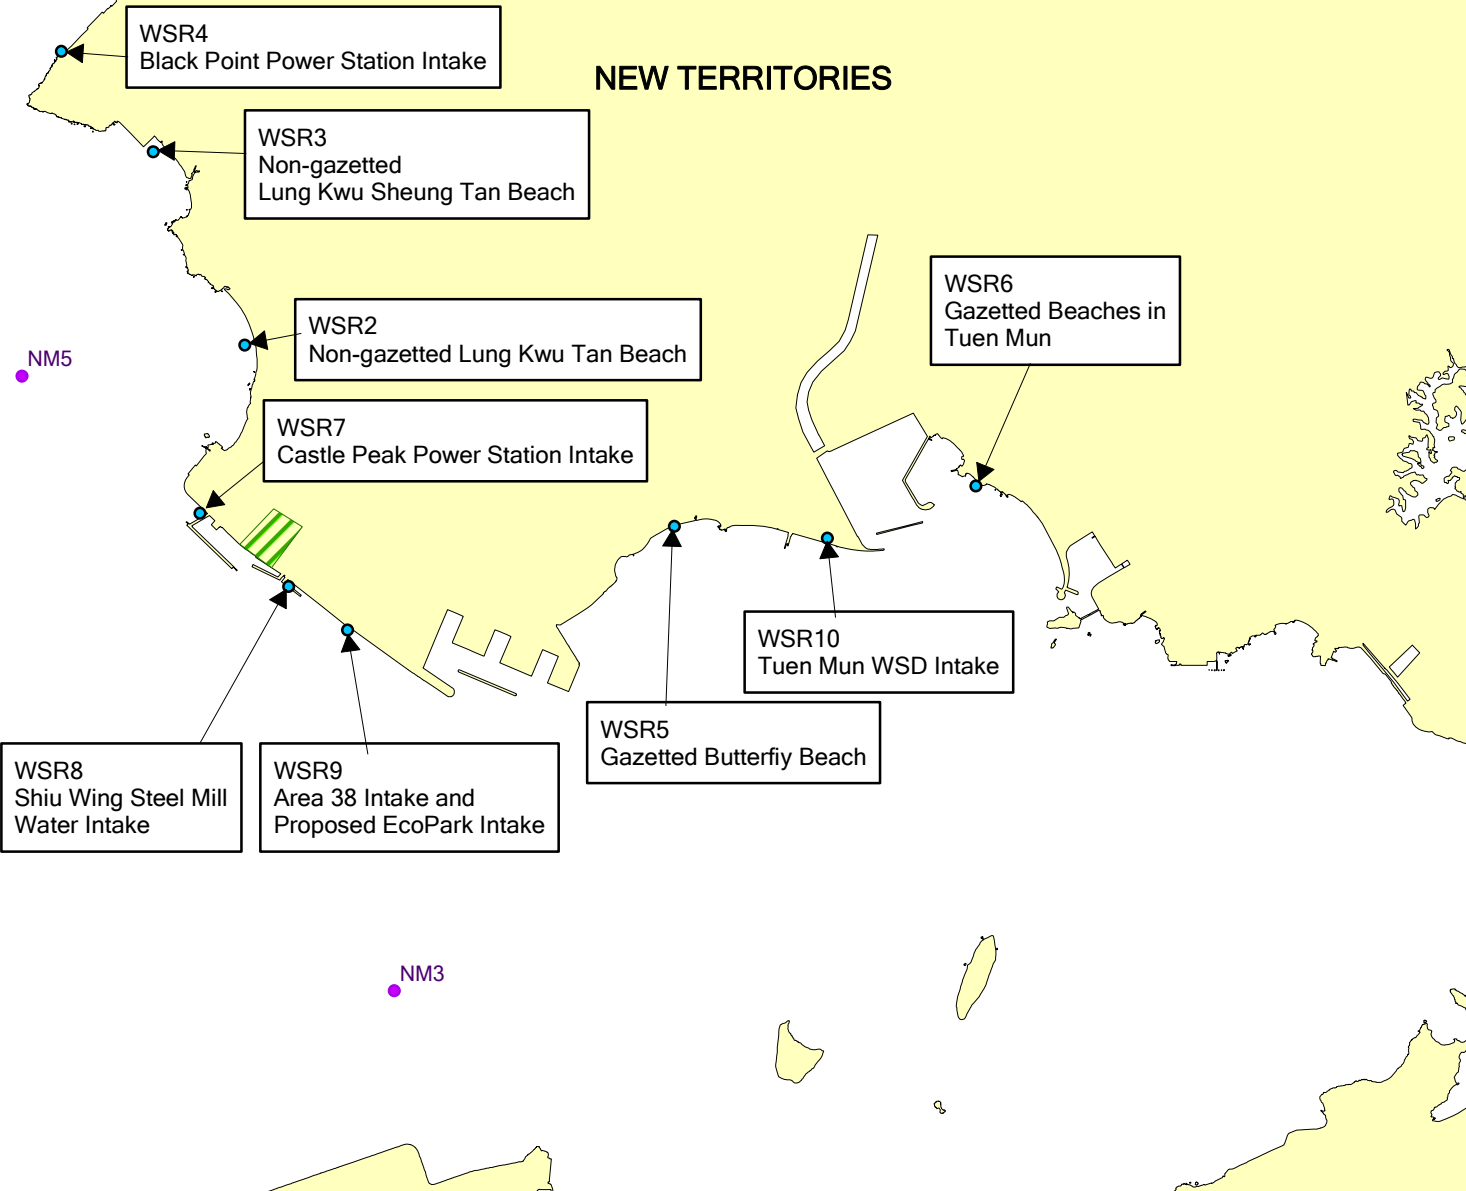 WSR4
Black Point Power Station Intake
NEW TERRITORIES
WSR3
Non-gazetted
Lung Kwu Sheung Tan Beach
WSR6
Gazetted Beaches in
Tuen Mun
WSR2
Non-gazetted Lung Kwu Tan Beach
NM5
WSR7
Castle Peak Power Station Intake
WSR10
Tuen Mun WSD Intake
WSR5
Gazetted Butterfiy Beach
WSR8
Shiu Wing Steel Mill
Water Intake
WSR9
Area 38 Intake and
Proposed EcoPark Intake
NM3